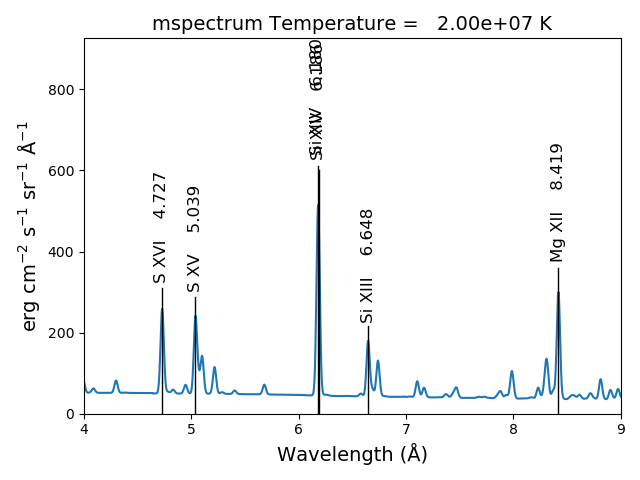 mspectrum Temperature = 2.00e+07 K
erg cm⁻² s⁻¹ sr⁻¹ Å⁻¹
800
600
400
200
0
S XVI 4.727
S XV 5.039
Si XIV
Si XIII 6.648
Mg XII 8.419
4 5 6 7 8 9
Wavelength (Å)